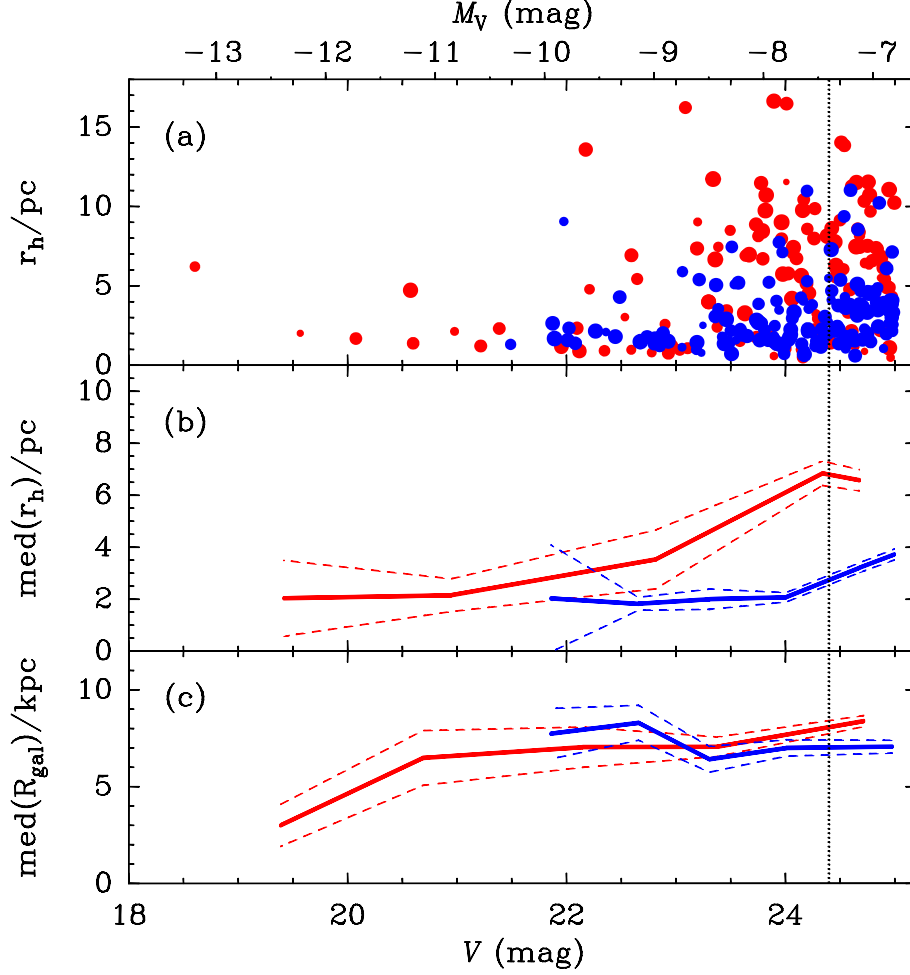 M_V (mag)
−13 −12 −11 −10 −9 −8 −7
(a)
r_h/pc
15
10
5
0
(b)
med(r_h)/pc
10
8
6
4
2
0
(c)
med(R_gal)/kpc
10
5
0
18 20 22 24
V (mag)